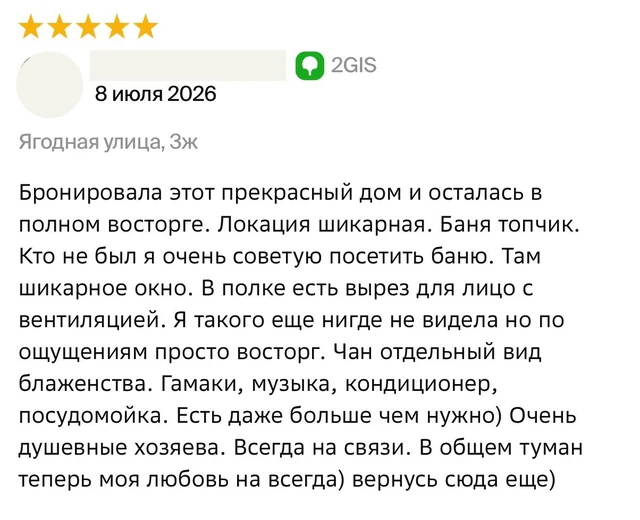 2GIS
8 июля 2026
Ягодная улица, 3ж
Бронировала этот прекрасный дом и осталась в
полном восторге. Локация шикарная. Баня топчик.
Кто не был я очень советую посетить баню. Там
шикарное окно. В полке есть вырез для лицо с
вентиляцией. Я такого еще нигде не видела но по
ощущениям просто восторг. Чан отдельный вид
блаженства. Гамаки, музыка, кондиционер,
посудомойка. Есть даже больше чем нужно) Очень
душевные хозяева. Всегда на связи. В общем туман
теперь моя любовь на всегда) вернусь сюда еще)